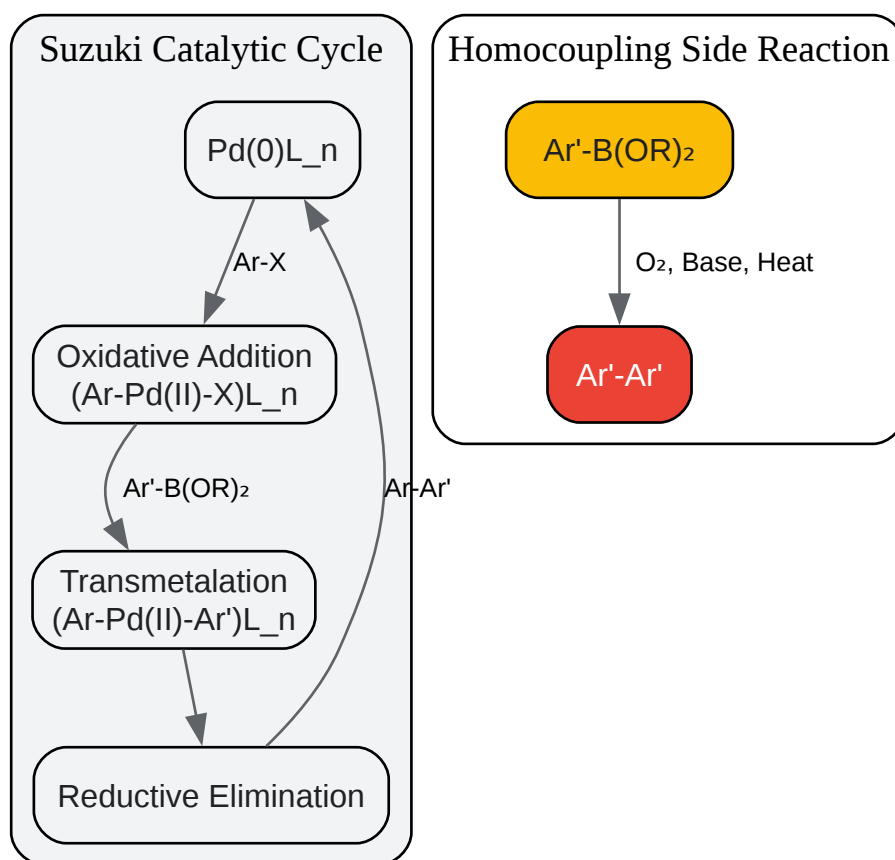 Suzuki Catalytic Cycle
Pd(0)L_n
Ar-X
Oxidative Addition
(Ar-Pd(II)-X)L_n
Ar'-B(OR)₂
Ar-Ar'
Transmetalation
(Ar-Pd(II)-Ar')L_n
Reductive Elimination
Homocoupling Side Reaction
Ar'-B(OR)₂
O₂, Base, Heat
Ar'-Ar'